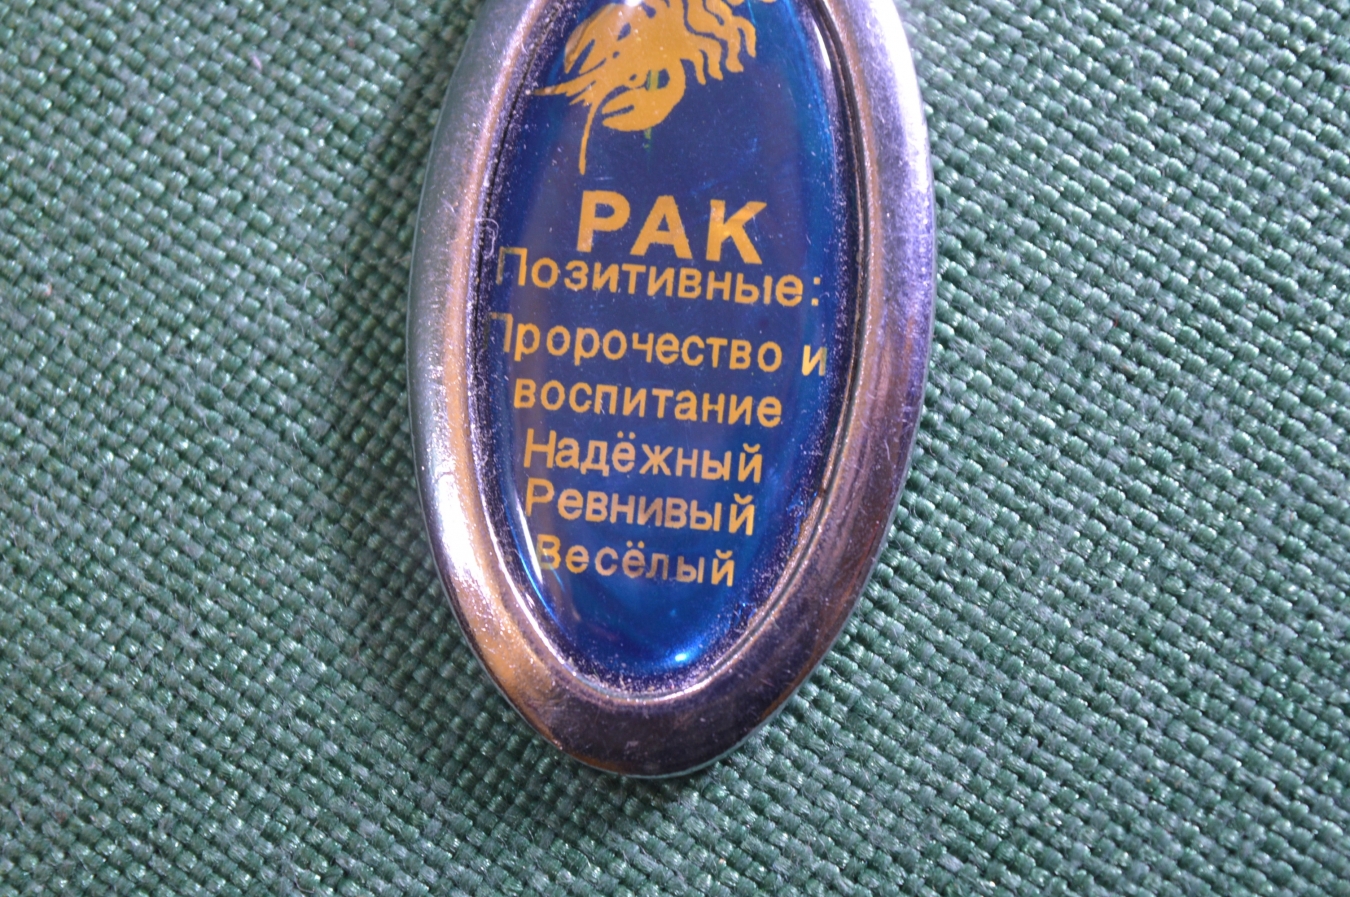 РАК
Позитивные:
Пророчество и
воспитание
Надёжный
Ревнивый
Весёлый